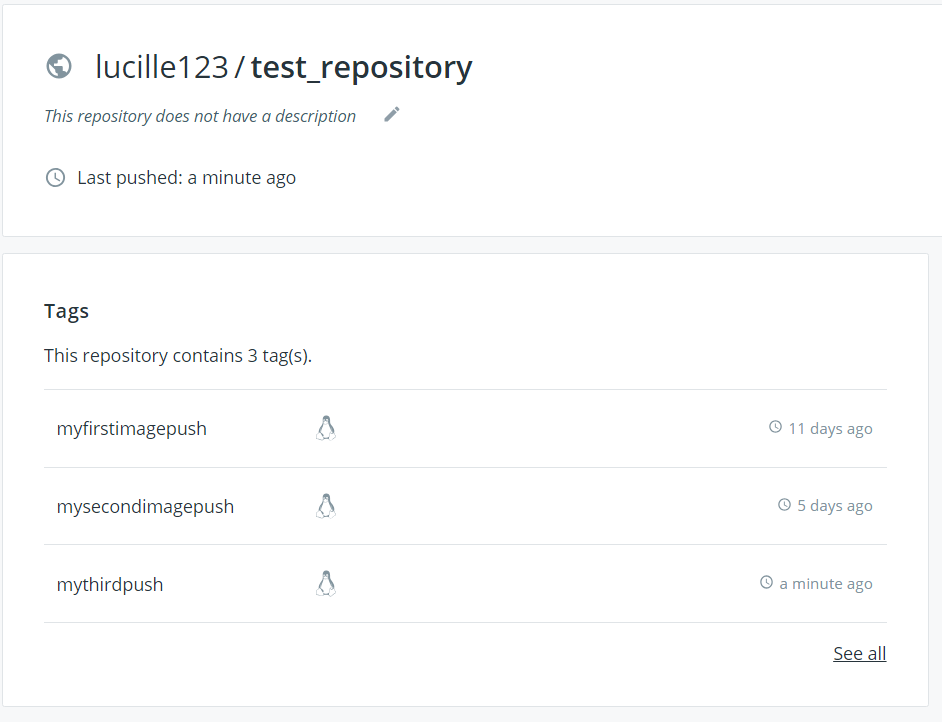 lucille123 / test_repository
This repository does not have a description
Last pushed: a minute ago
Tags
This repository contains 3 tag(s).
myfirstimagepush 11 days ago
mysecondimagepush 5 days ago
mythirdpush a minute ago
See all